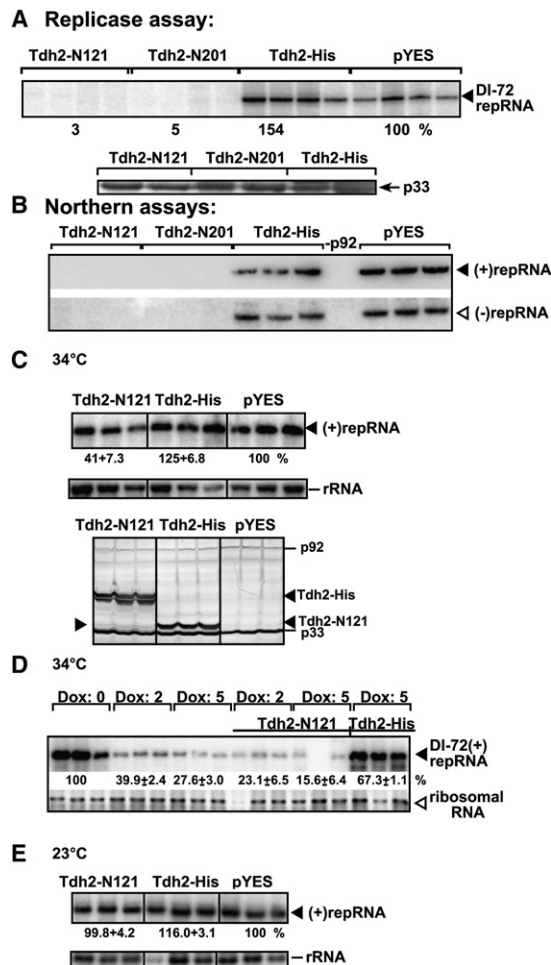 A Replicase assay:
Tdh2-N121 Tdh2-N201 Tdh2-His pYES
DI-72
repRNA
3 5 154 100 %
Tdh2-N121 Tdh2-N201 Tdh2-His
p33
B Northern assays:
Tdh2-N121 Tdh2-N201 Tdh2-His -p92 pYES
(+)repRNA
(-)repRNA
C 34°C
Tdh2-N121 Tdh2-His pYES
(+)repRNA
41+7.3 125+6.8 100 %
rRNA
Tdh2-N121 Tdh2-His pYES
p92
Tdh2-His
Tdh2-N121
p33
D 34°C
Dox: 0 Dox: 2 Dox: 5 Dox: 2 Dox: 5 Dox: 5
Tdh2-N121 Tdh2-His
DI-72(+)
repRNA
100 39.9±2.4 27.6±3.0 23.1±6.5 15.6±6.4 67.3±1.1 %
ribosomal
RNA
E 23°C
Tdh2-N121 Tdh2-His pYES
(+)repRNA
99.8+4.2 116.0+3.1 100 %
rRNA